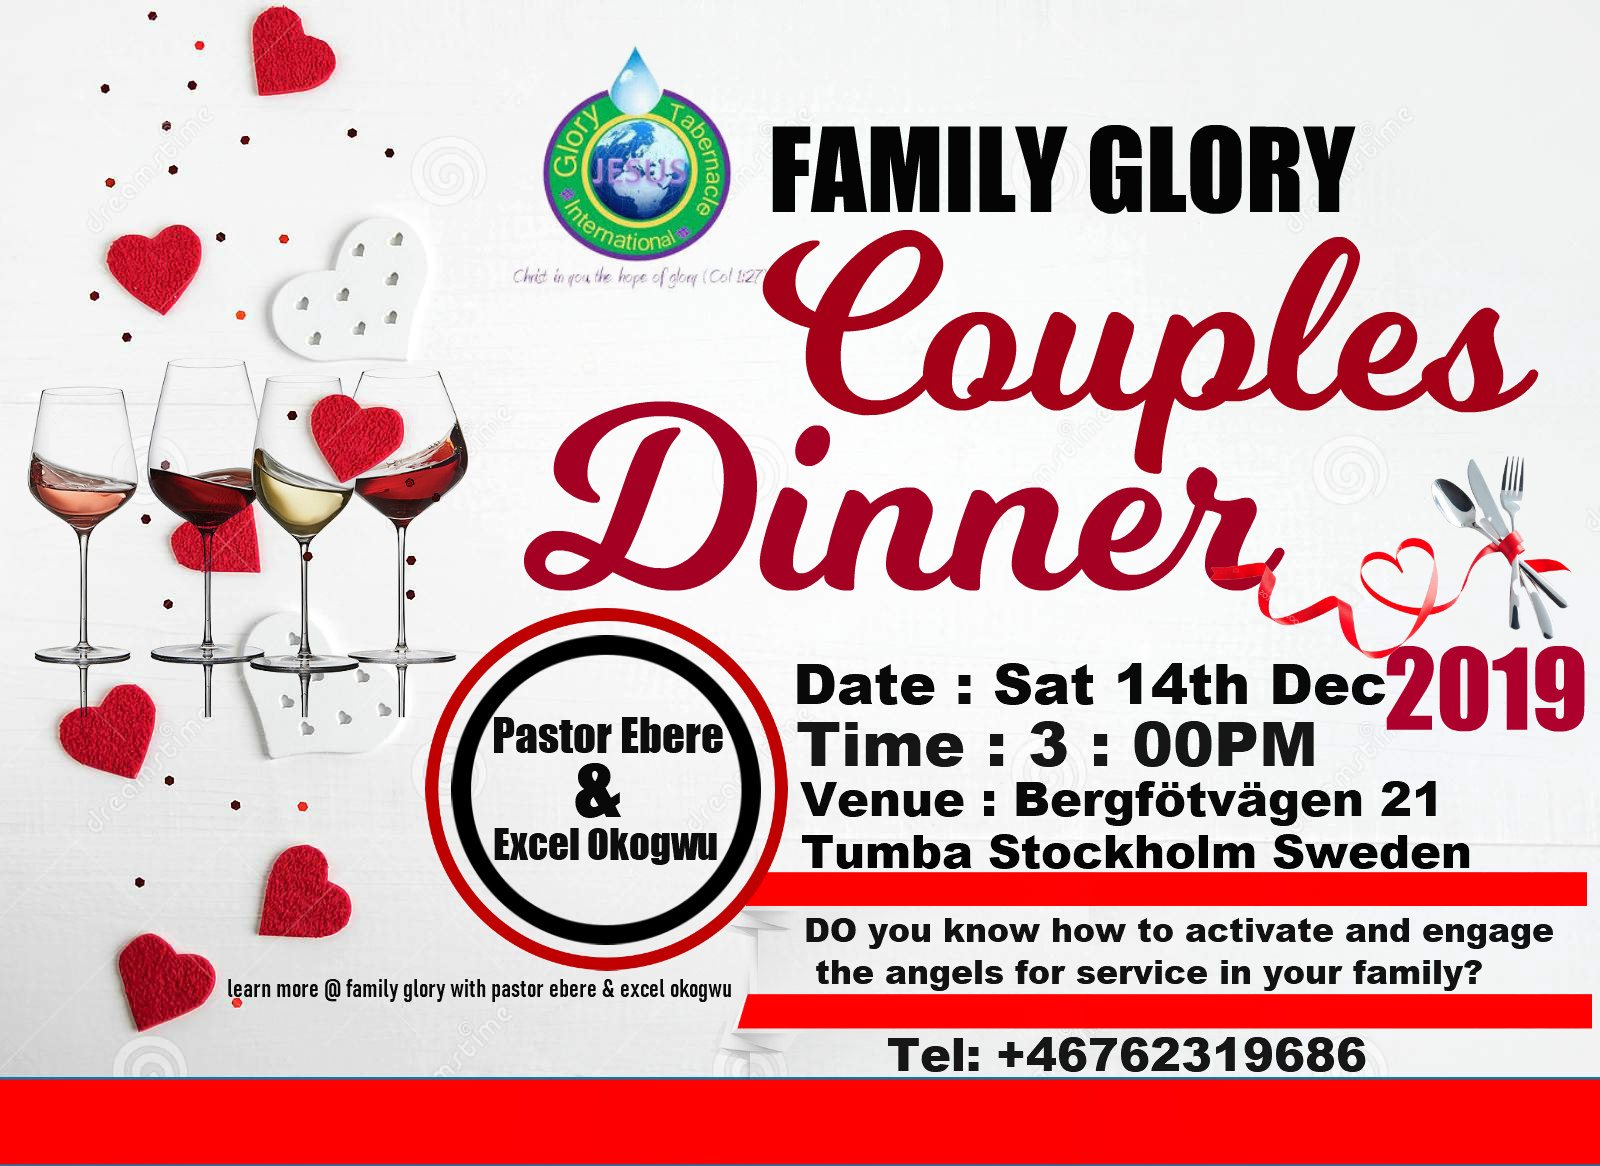 Glory Tabernacle
JESUS
International
Christ in you, the hope of glory (Col 1:27)
FAMILY GLORY
Couples
Dinner
2019
Date : Sat 14th Dec
Time : 3 : 00PM
Venue : Bergfötvägen 21
Tumba Stockholm Sweden
Pastor Ebere
&
Excel Okogwu
DO you know how to activate and engage
the angels for service in your family?
learn more @ family glory with pastor ebere & excel okogwu
Tel: +46762319686
dreamstime